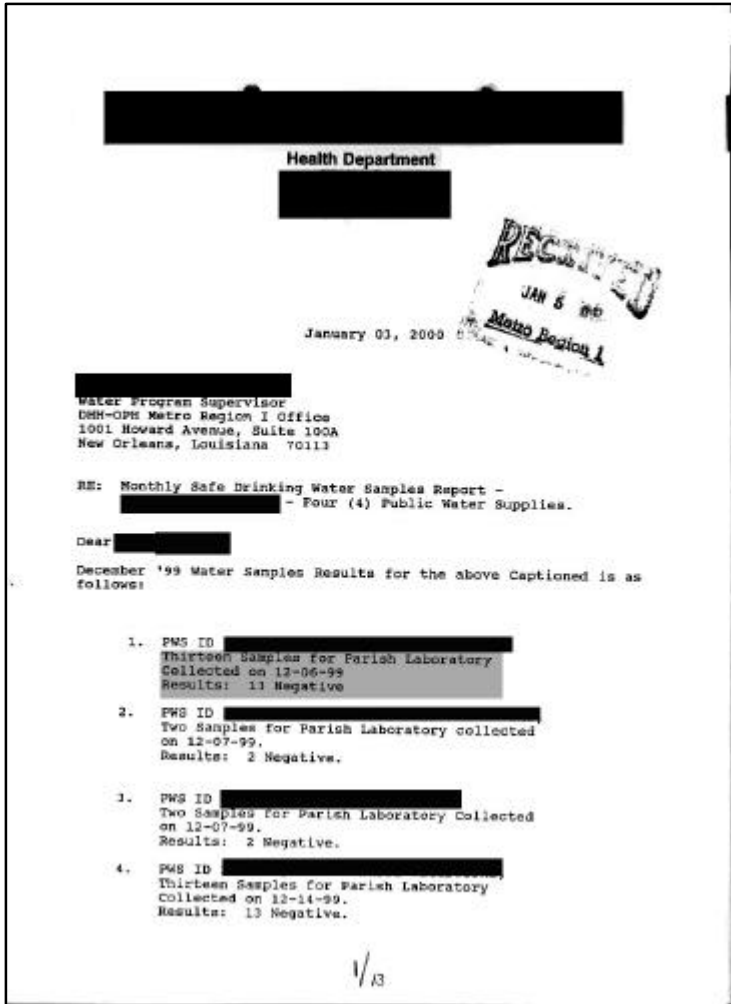 Health Department
RECEIVED
JAN
Metro Region 1
January 03, 2000
Water Program Supervisor
DHH-OPH Metro Region I Office
1001 Howard Avenue, Suite 100A
New Orleans, Louisiana 70113
RE: Monthly Safe Drinking Water Samples Report -
- Four (4) Public Water Supplies.
Dear
December '99 Water Samples Results for the above Captioned is as
follows:
1. PWS ID
Thirteen Samples for Parish Laboratory
Collected on 12-06-99
Results: Negative
2. PWS ID
Two Samples for Parish Laboratory collected
on 12-07-99.
Results: 2 Negative.
3. PWS ID
Two Samples for Parish Laboratory Collected
on 12-07-99.
Results: 2 Negative.
4. PWS ID
Thirteen Samples for Parish Laboratory
Collected on 12-14-99.
Results: 13 Negative.
1/13